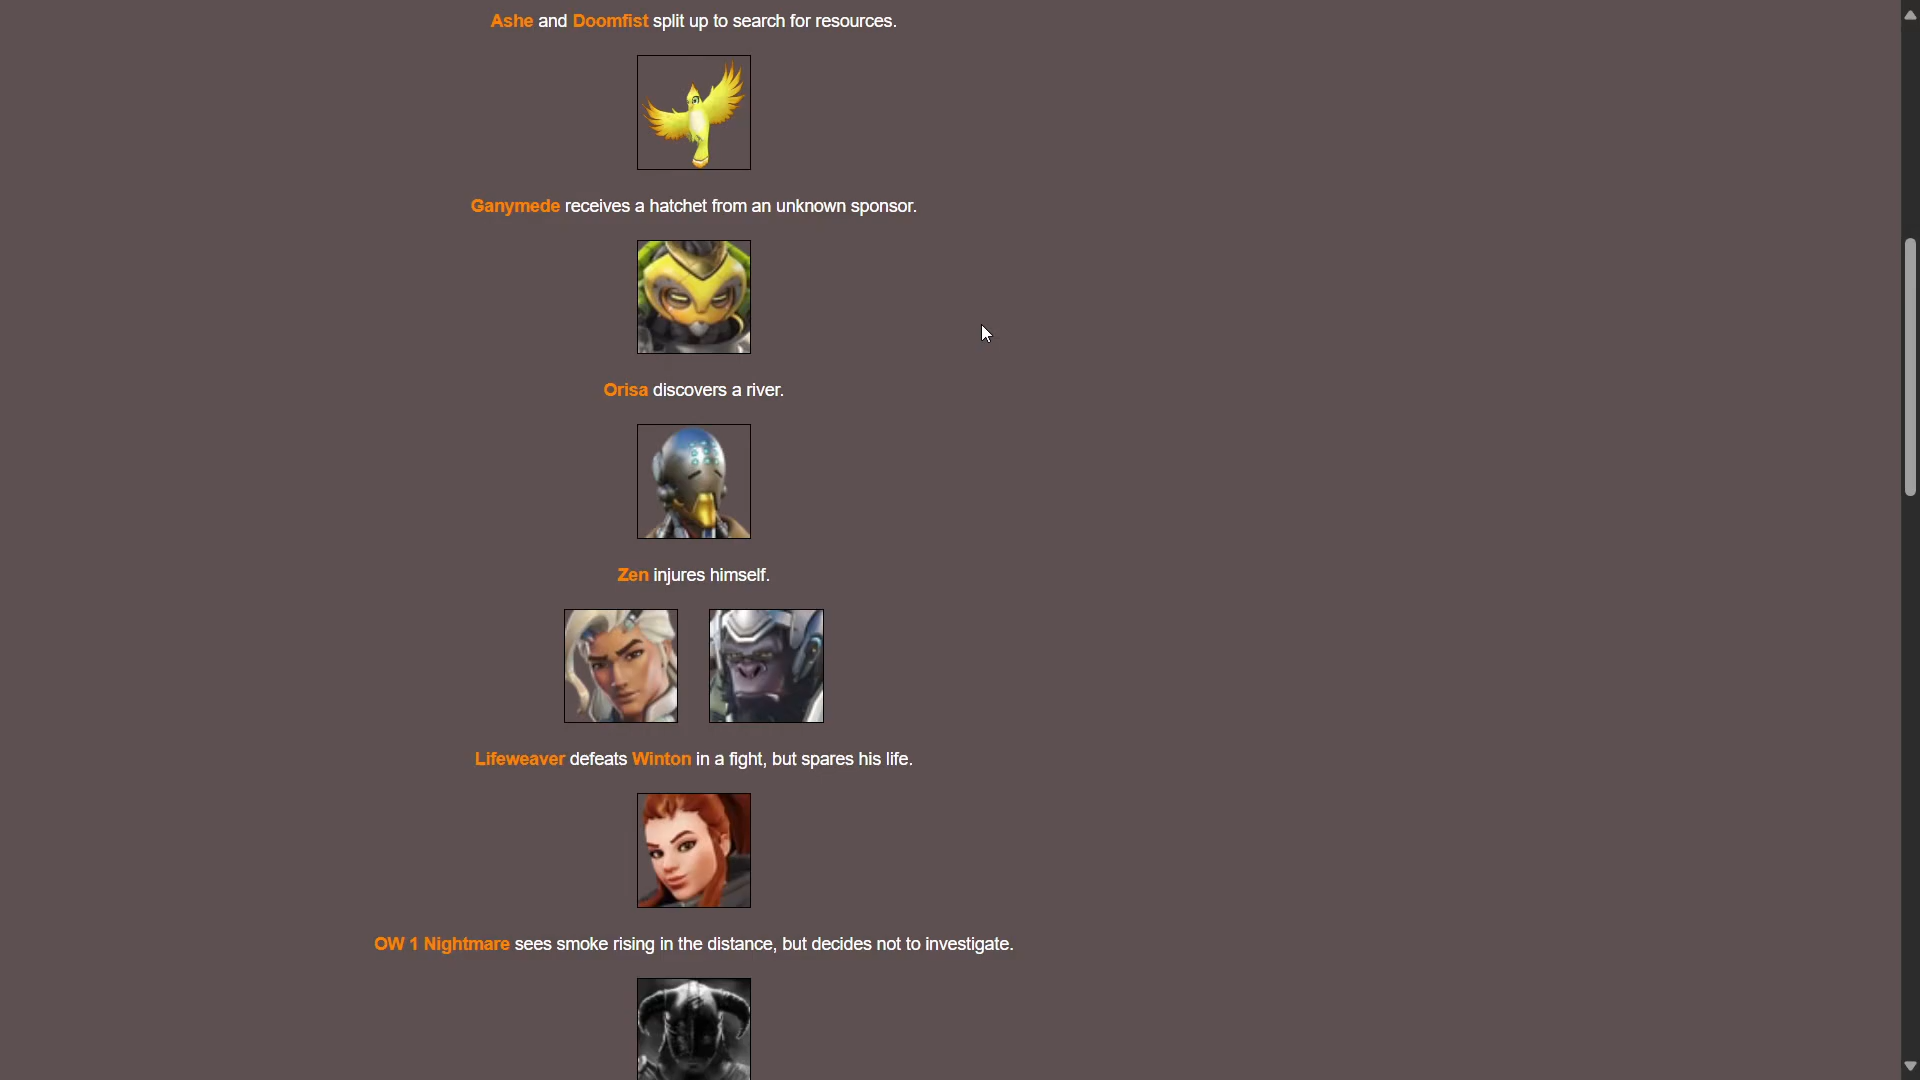 Ashe and Doomfist split up to search for resources.
Ganymede receives a hatchet from an unknown sponsor.
Orisa discovers a river.
Zen injures himself.
Lifeweaver defeats Winton in a fight, but spares his life.
OW 1 Nightmare sees smoke rising in the distance, but decides not to investigate.